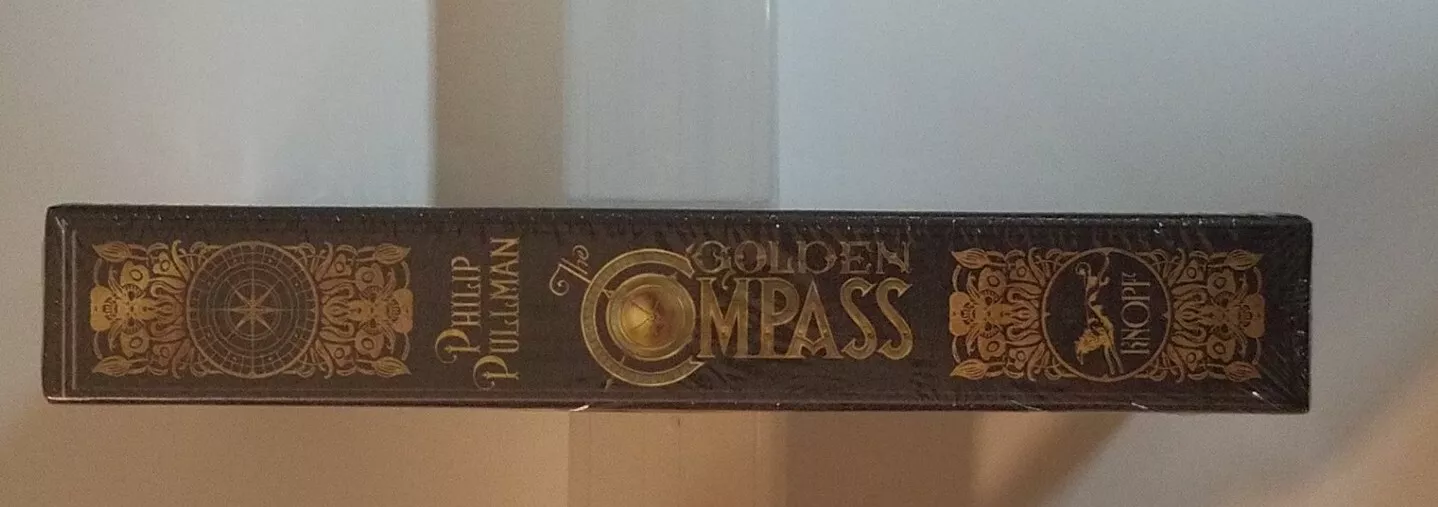 PHILIP
PULLMAN
The
GOLDEN
COMPASS
KNOPF